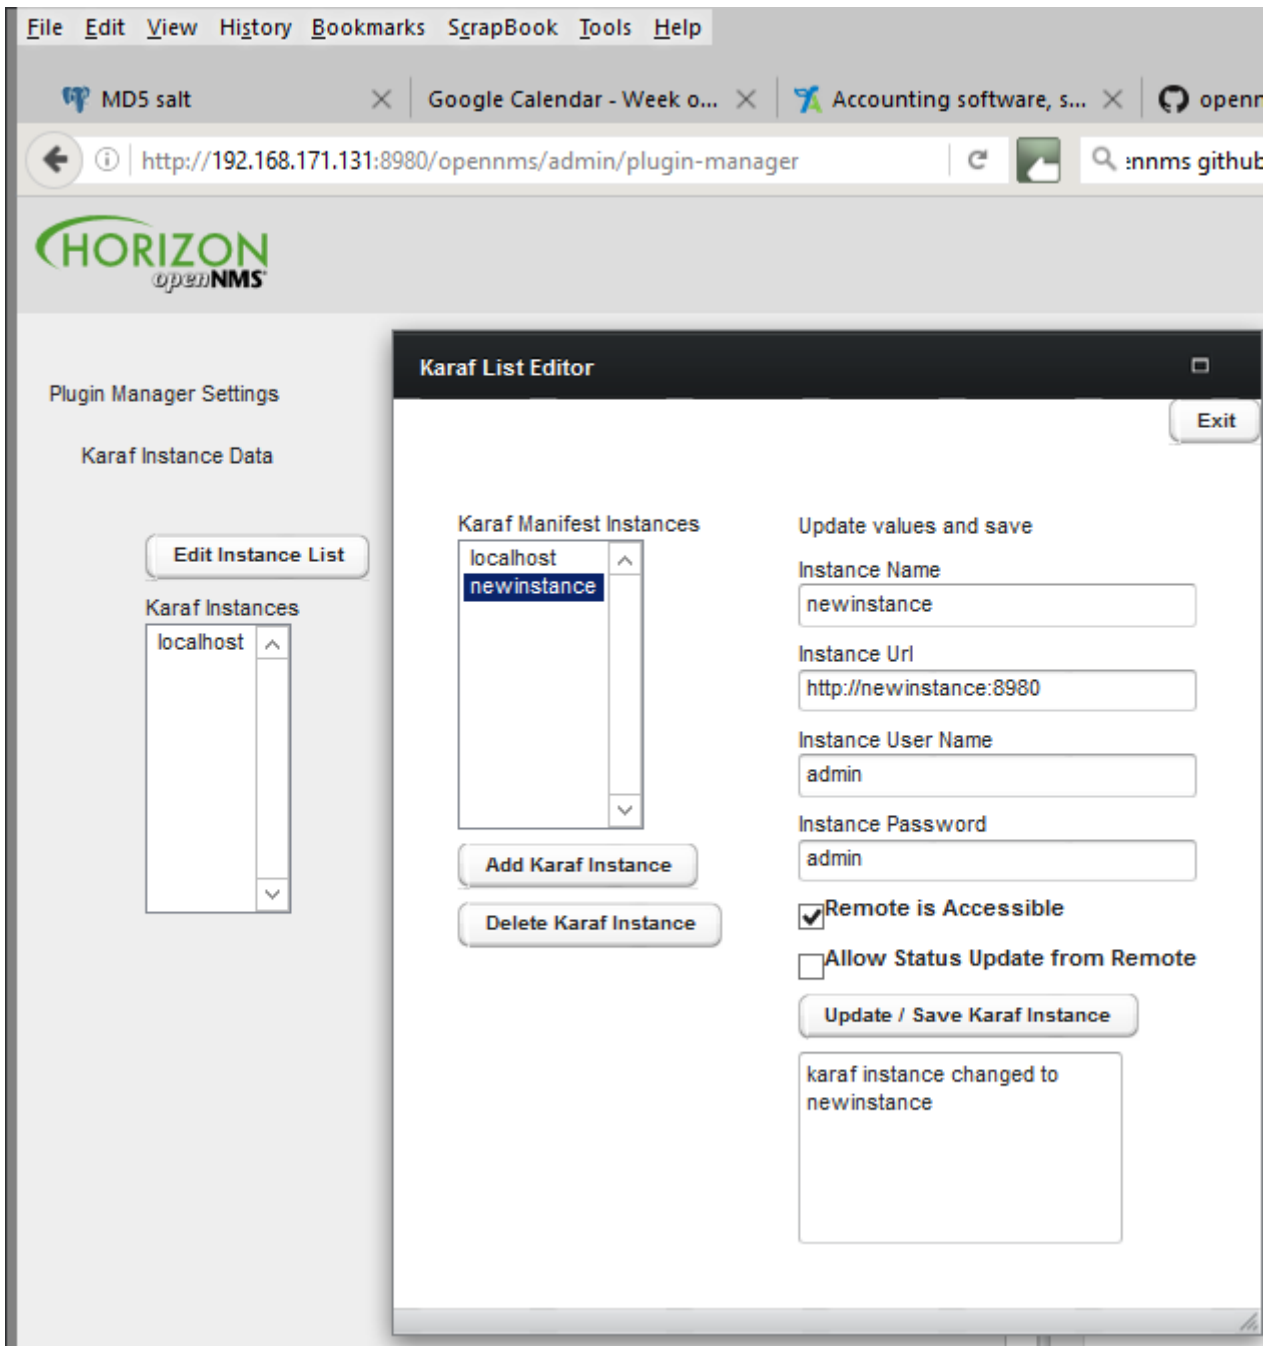 File Edit View History Bookmarks ScrapBook Tools Help
MD5 salt
Google Calendar - Week o...
Accounting software, s...
openn
http://192.168.171.131:8980/opennms/admin/plugin-manager
ennms github
HORIZON
openNMS
Karaf List Editor
Plugin Manager Settings
Exit
Karaf Instance Data
Edit Instance List
Karaf Instances
localhost
Karaf Manifest Instances
localhost
newinstance
Add Karaf Instance
Delete Karaf Instance
Update values and save
Instance Name
newinstance
Instance Url
http://newinstance:8980
Instance User Name
admin
Instance Password
admin
Remote is Accessible
Allow Status Update from Remote
Update / Save Karaf Instance
karaf instance changed to
newinstance